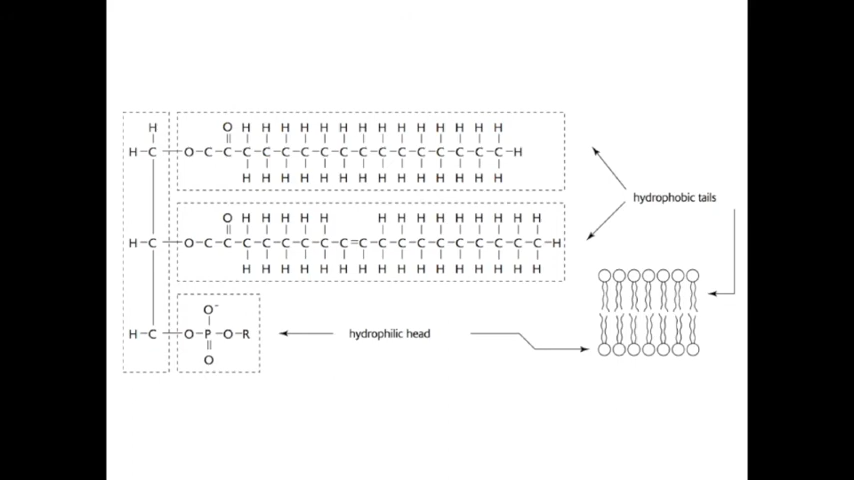 H O H H H H H H H H H H H H H H
H-C-O-C-C-C-C-C-C-C-C-C-C-C-C-C-C-C-C-H
H H H H H H H H H H H H H H
hydrophobic tails
O H H H H H H H H H H H H H H
H-C-O-C-C-C-C-C-C-C-C=C-C-C-C-C-C-C-C-C-C-H
H H H H H H H H H H H H H H H H
O⁻
H-C-O-P-O-R
O
hydrophilic head